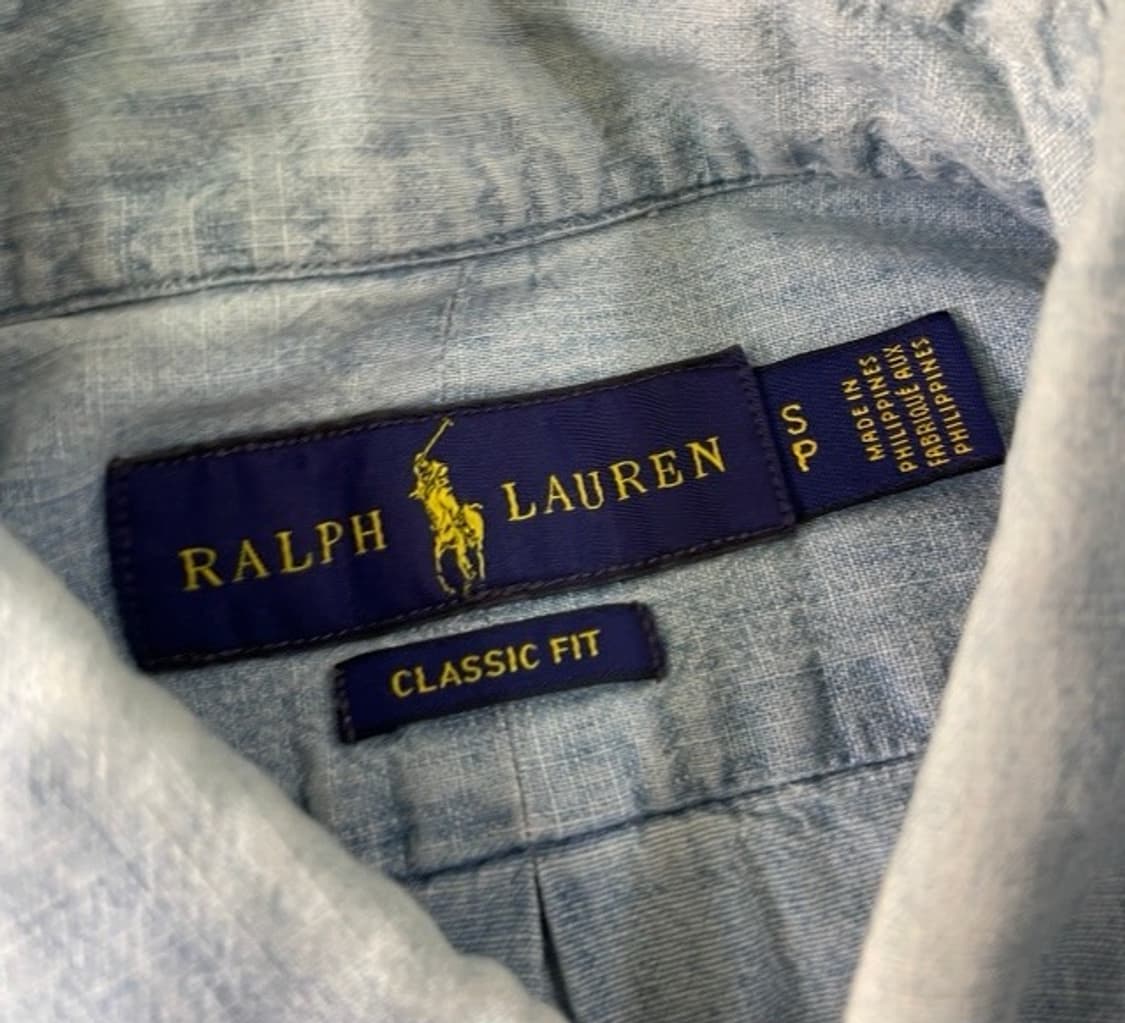 RALPH LAUREN
S
P
MADE IN
PHILIPPINES
FABRIQUÉ AUX
PHILIPPINES
CLASSIC FIT